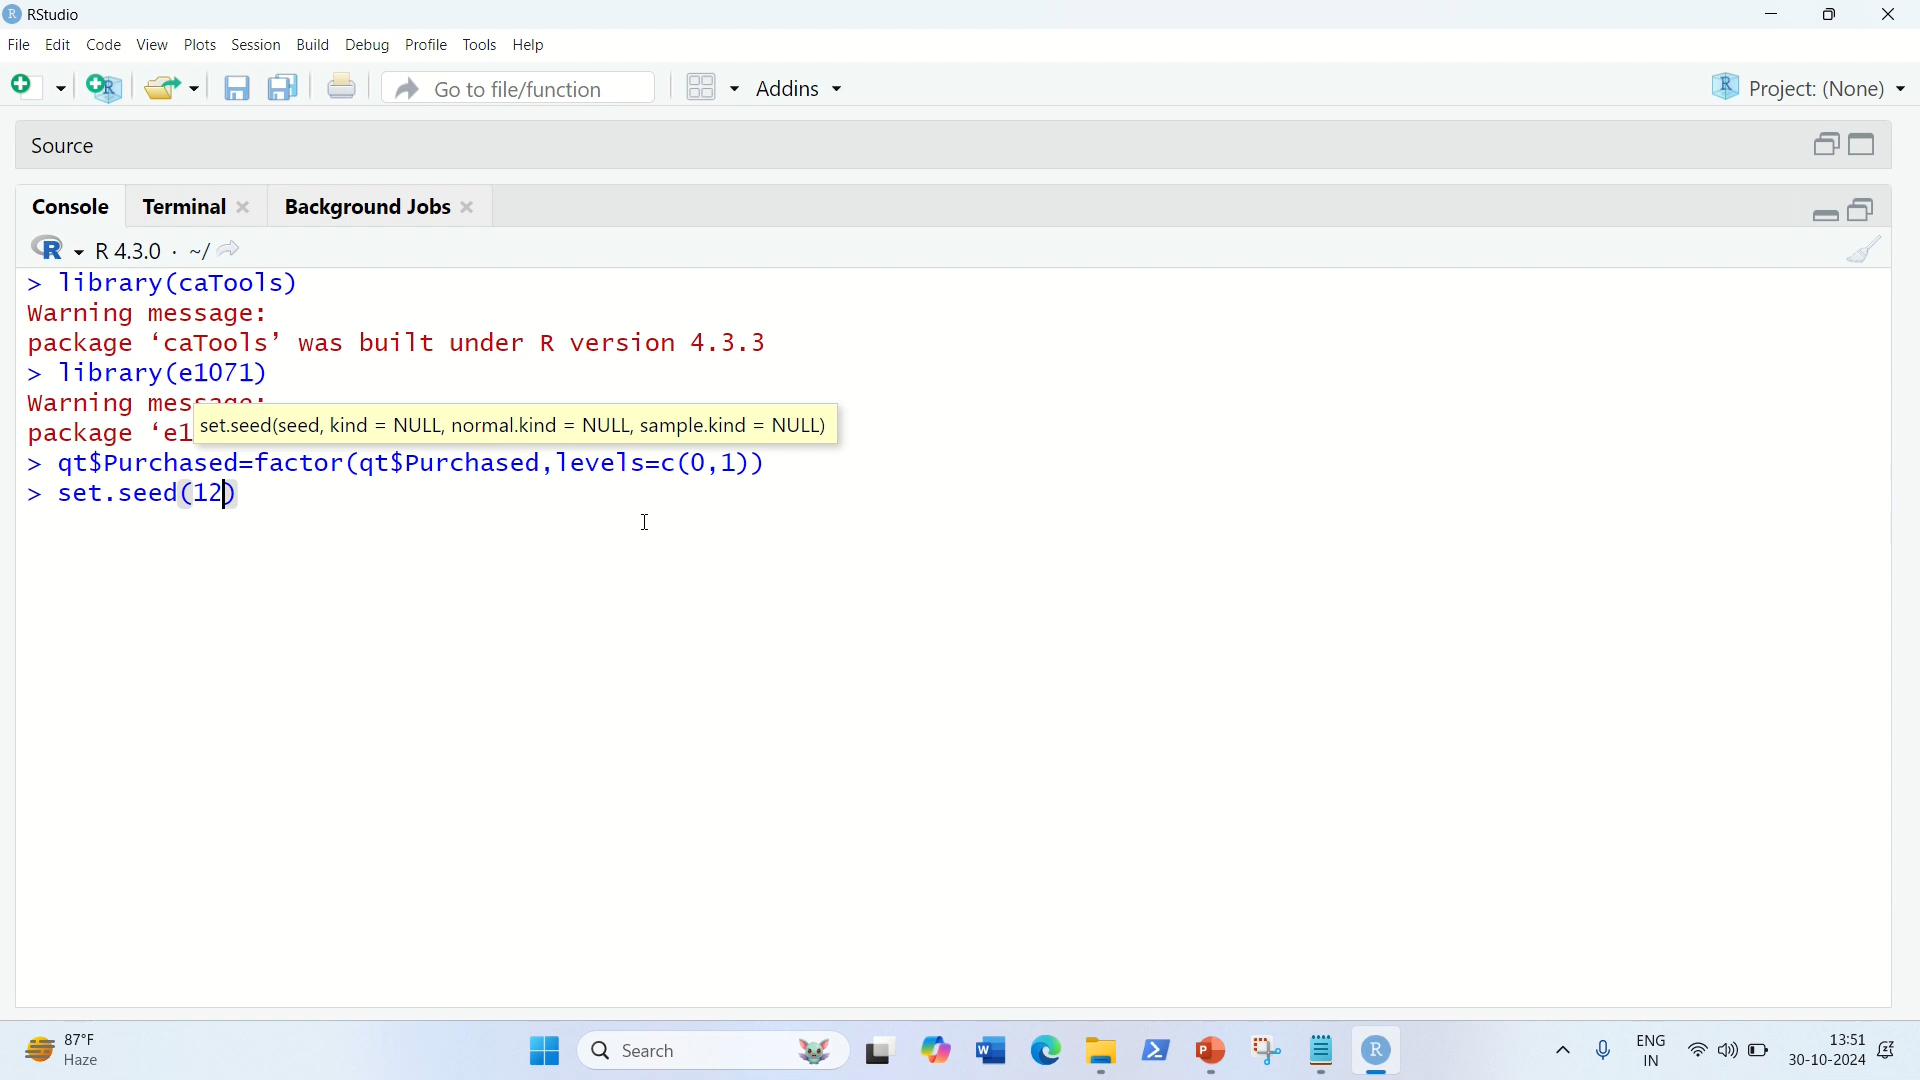 RStudio
File Edit Code View Plots Session Build Debug Profile Tools Help
Go to file/function
Addins
Project: (None)
Source
Console
Terminal
Background Jobs
R 4.3.0 · ~/
> library(caTools)
Warning message:
package ‘caTools’ was built under R version 4.3.3
> library(e1071)
Warning
set.seed(seed, kind = NULL, normal.kind = NULL, sample.kind = NULL)
package ‘e1
> qt$Purchased=factor(qt$Purchased,levels=c(0,1))
> set.seed(12)
87°F
Haze
Search
ENG
IN
13:51
30-10-2024